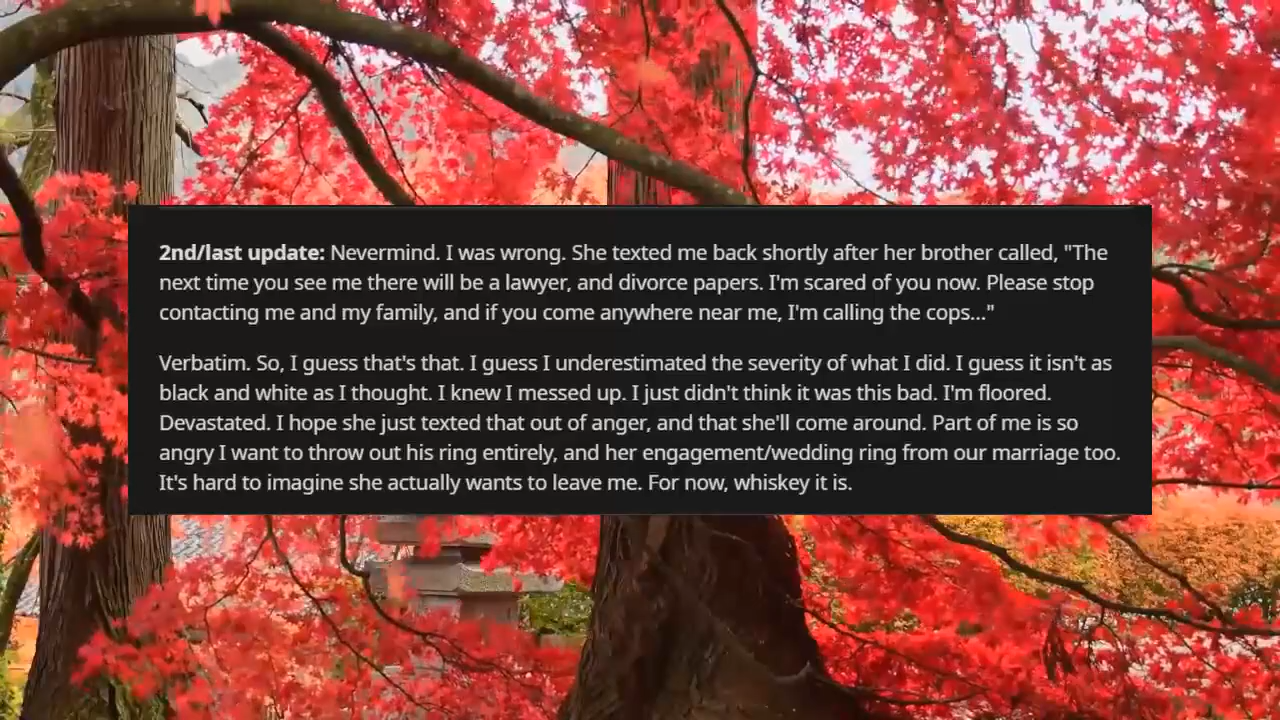 2nd/last update: Nevermind. I was wrong. She texted me back shortly after her brother called, "The
next time you see me there will be a lawyer, and divorce papers. I'm scared of you now. Please stop
contacting me and my family, and if you come anywhere near me, I'm calling the cops..."
Verbatim. So, I guess that's that. I guess I underestimated the severity of what I did. I guess it isn't as
black and white as I thought. I knew I messed up. I just didn't think it was this bad. I'm floored.
Devastated. I hope she just texted that out of anger, and that she'll come around. Part of me is so
angry I want to throw out his ring entirely, and her engagement/wedding ring from our marriage too.
It's hard to imagine she actually wants to leave me. For now, whiskey it is.